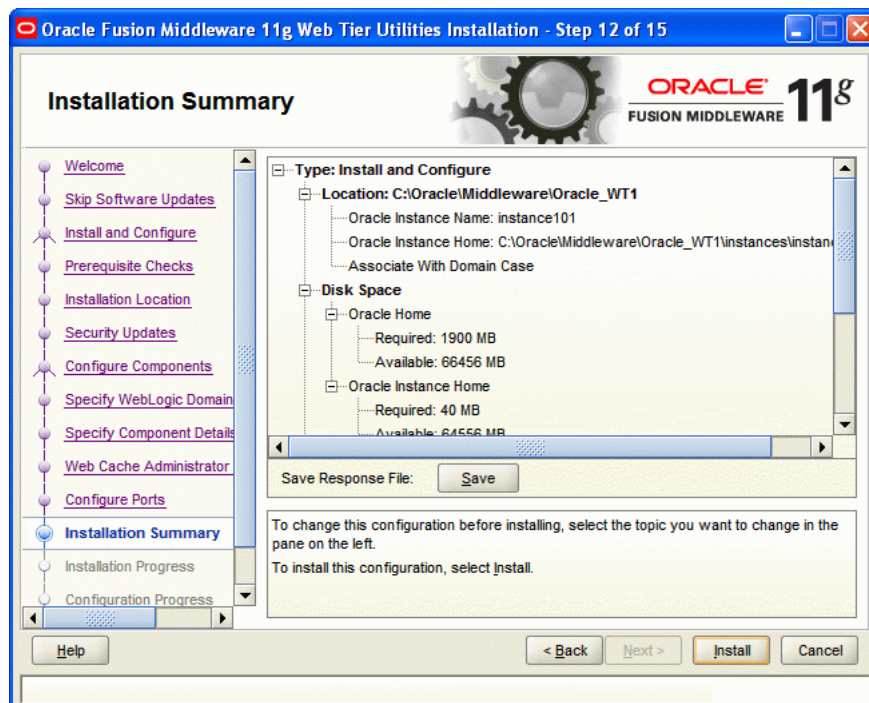 Oracle Fusion Middleware 11g Web Tier Utilities Installation - Step 12 of 15
Installation Summary
ORACLE
FUSION MIDDLEWARE
11g
Welcome
Skip Software Updates
Install and Configure
Prerequisite Checks
Installation Location
Security Updates
Configure Components
Specify WebLogic Domain
Specify Component Details
Web Cache Administrator
Configure Ports
Installation Summary
Installation Progress
Configuration Progress
Type: Install and Configure
Location: C:\Oracle\Middleware\Oracle_WT1
Oracle Instance Name: instance101
Oracle Instance Home: C:\Oracle\Middleware\Oracle_WT1\instances\instan
Associate With Domain Case
Disk Space
Oracle Home
Required: 1900 MB
Available: 66456 MB
Oracle Instance Home
Required: 40 MB
Available: 64556 MB
Save Response File:
Save
To change this configuration before installing, select the topic you want to change in the
pane on the left.
To install this configuration, select Install.
Help
< Back
Next >
Install
Cancel